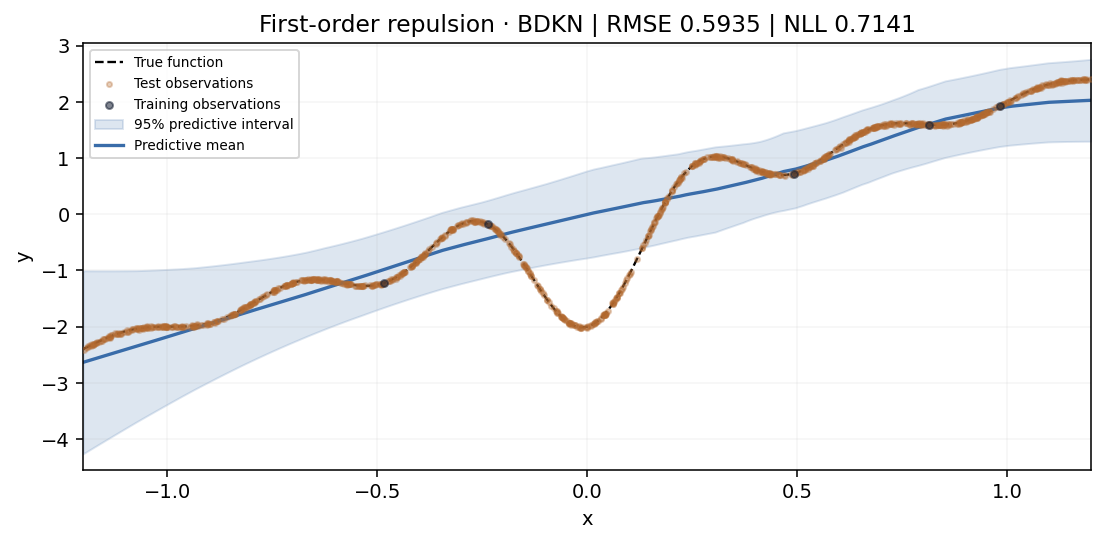 First-order repulsion · BDKN | RMSE 0.5935 | NLL 0.7141
True function
Test observations
Training observations
95% predictive interval
Predictive mean
3
2
1
0
−1
−2
−3
−4
y
−1.0 −0.5 0.0 0.5 1.0
x